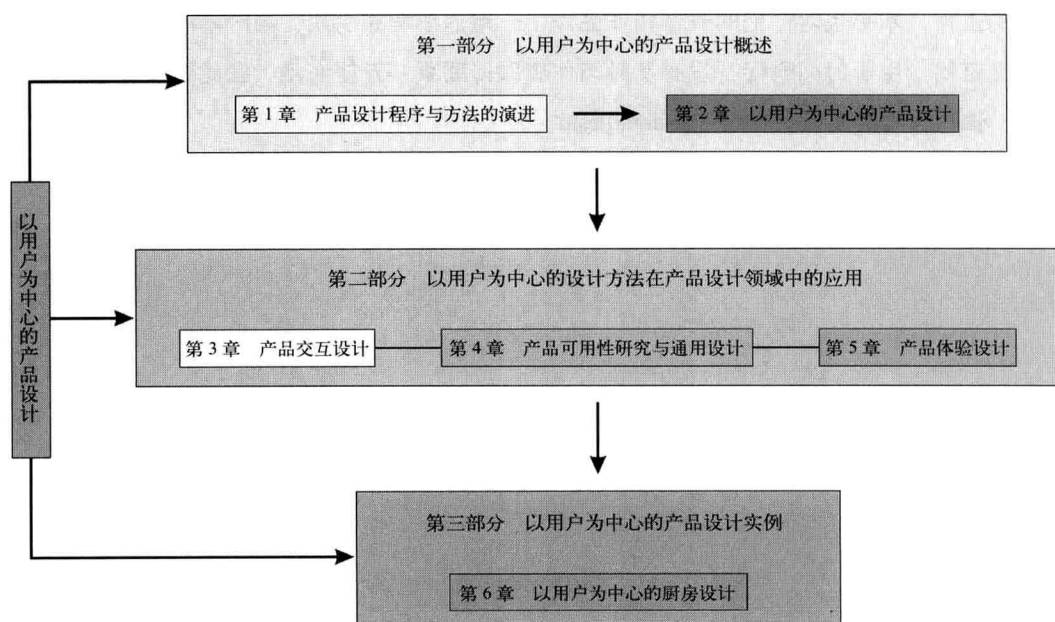 第一部分 以用户为中心的产品设计概述
第1章 产品设计程序与方法的演进
第2章 以用户为中心的产品设计
以用户为中心的产品设计
第二部分 以用户为中心的设计方法在产品设计领域中的应用
第3章 产品交互设计
第4章 产品可用性研究与通用设计
第5章 产品体验设计
第三部分 以用户为中心的产品设计实例
第6章 以用户为中心的厨房设计